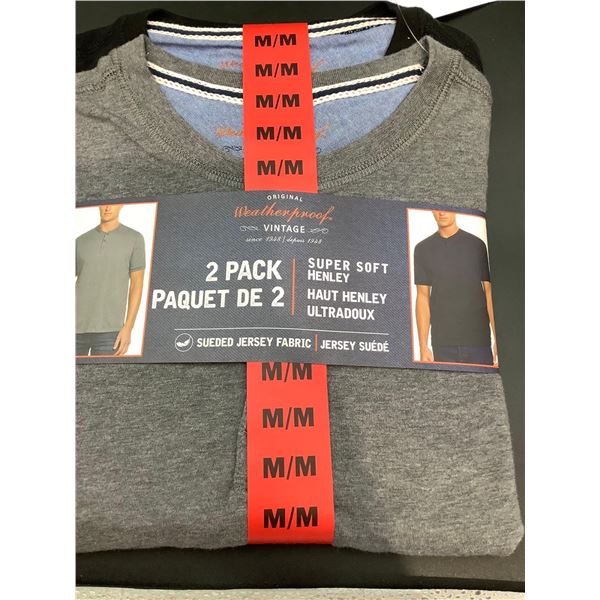 M/M
M/M
M/M
M/M
M/M
ORIGINAL
Weatherproof
VINTAGE
since 1948 | depuis 1948
2 PACK
PAQUET DE 2
SUPER SOFT
HENLEY
HAUT HENLEY
ULTRADOUX
SUEDED JERSEY FABRIC | JERSEY SUÉDÉ
M/M
M/M
M/M
M/M